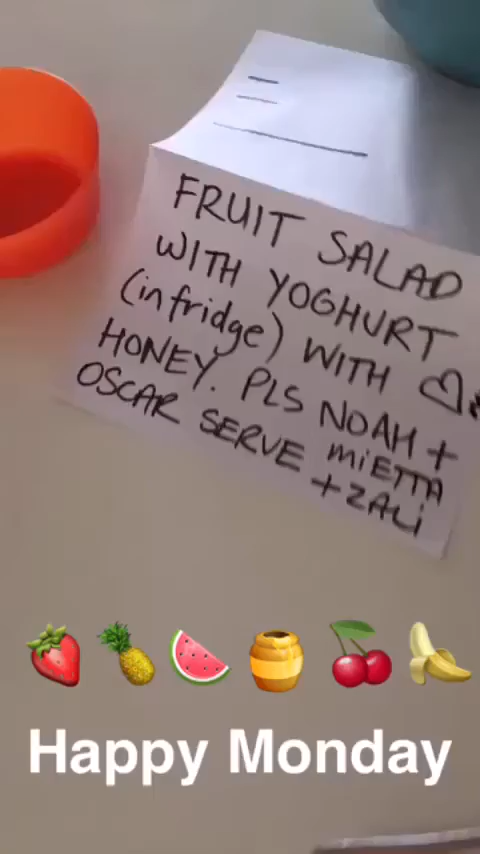 FRUIT SALAD
WITH YOGHURT
(in fridge) WITH
HONEY. PLS NOAH +
OSCAR SERVE MiETTA
+ ZALi
Happy Monday